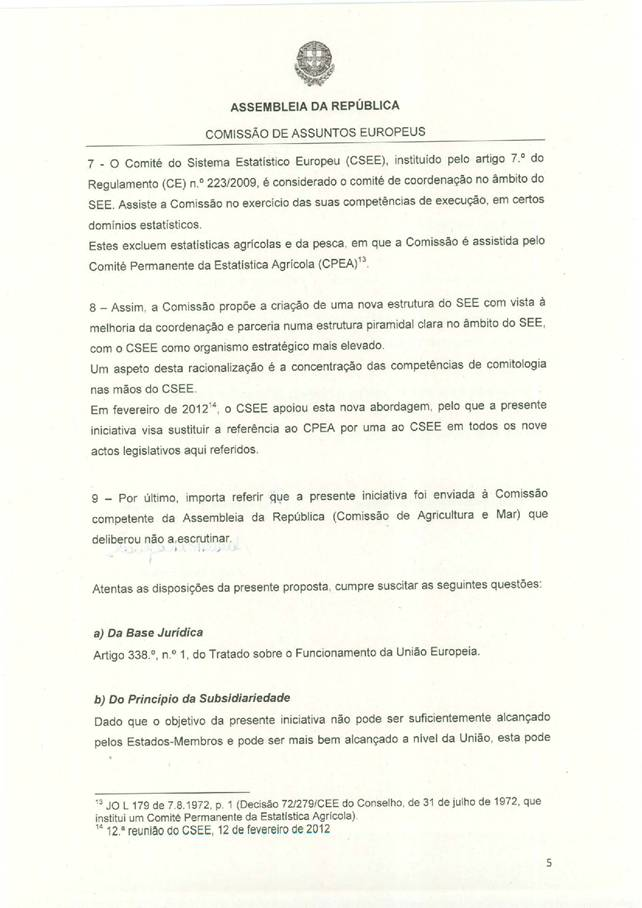 ASSEMBLEIA DA REPÚBLICA
COMISSÃO DE ASSUNTOS EUROPEUS
7 - O Comité do Sistema Estatístico Europeu (CSEE), instituído pelo artigo 7.º do
Regulamento (CE) n.º 223/2009, é considerado o comité de coordenação no âmbito do
SEE. Assiste a Comissão no exercício das suas competências de execução, em certos
domínios estatísticos.
Estes excluem estatísticas agrícolas e da pesca, em que a Comissão é assistida pelo
Comité Permanente da Estatística Agrícola (CPEA)¹³.
8 – Assim, a Comissão propõe a criação de uma nova estrutura do SEE com vista à
melhoria da coordenação e parceria numa estrutura piramidal clara no âmbito do SEE,
com o CSEE como organismo estratégico mais elevado.
Um aspeto desta racionalização é a concentração das competências de comitologia
nas mãos do CSEE.
Em fevereiro de 2012¹⁴, o CSEE apoiou esta nova abordagem, pelo que a presente
iniciativa visa sustituir a referência ao CPEA por uma ao CSEE em todos os nove
actos legislativos aqui referidos.
9 – Por último, importa referir que a presente iniciativa foi enviada à Comissão
competente da Assembleia da República (Comissão de Agricultura e Mar) que
deliberou não a escrutinar.
Atentas as disposições da presente proposta, cumpre suscitar as seguintes questões:
a) Da Base Jurídica
Artigo 338.º, n.º 1, do Tratado sobre o Funcionamento da União Europeia.
b) Do Princípio da Subsidiariedade
Dado que o objetivo da presente iniciativa não pode ser suficientemente alcançado
pelos Estados-Membros e pode ser mais bem alcançado a nível da União, esta pode
¹³ JO L 179 de 7.8.1972, p. 1 (Decisão 72/279/CEE do Conselho, de 31 de julho de 1972, que
institui um Comité Permanente da Estatística Agrícola).
¹⁴ 12.ª reunião do CSEE, 12 de fevereiro de 2012
5